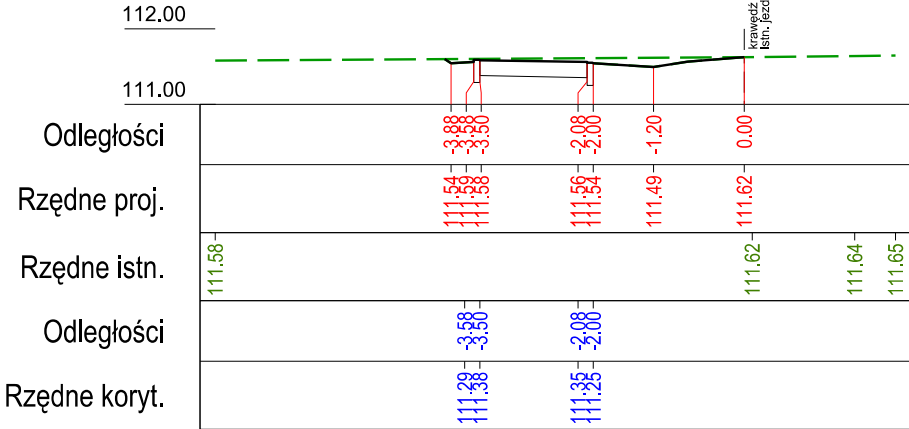 112.00
krawędź
istn. jezd
111.00
Odległości
-3.88 -3.58 -3.58 -3.50 -2.08 -2.00 -1.20 0.00
Rzędne proj.
111.54 111.59 111.58 111.56 111.54 111.49 111.62
Rzędne istn.
111.58 111.62 111.64 111.65
Odległości
-3.58 -3.50 -2.08 -2.00
Rzędne koryt.
111.29 111.38 111.35 111.25